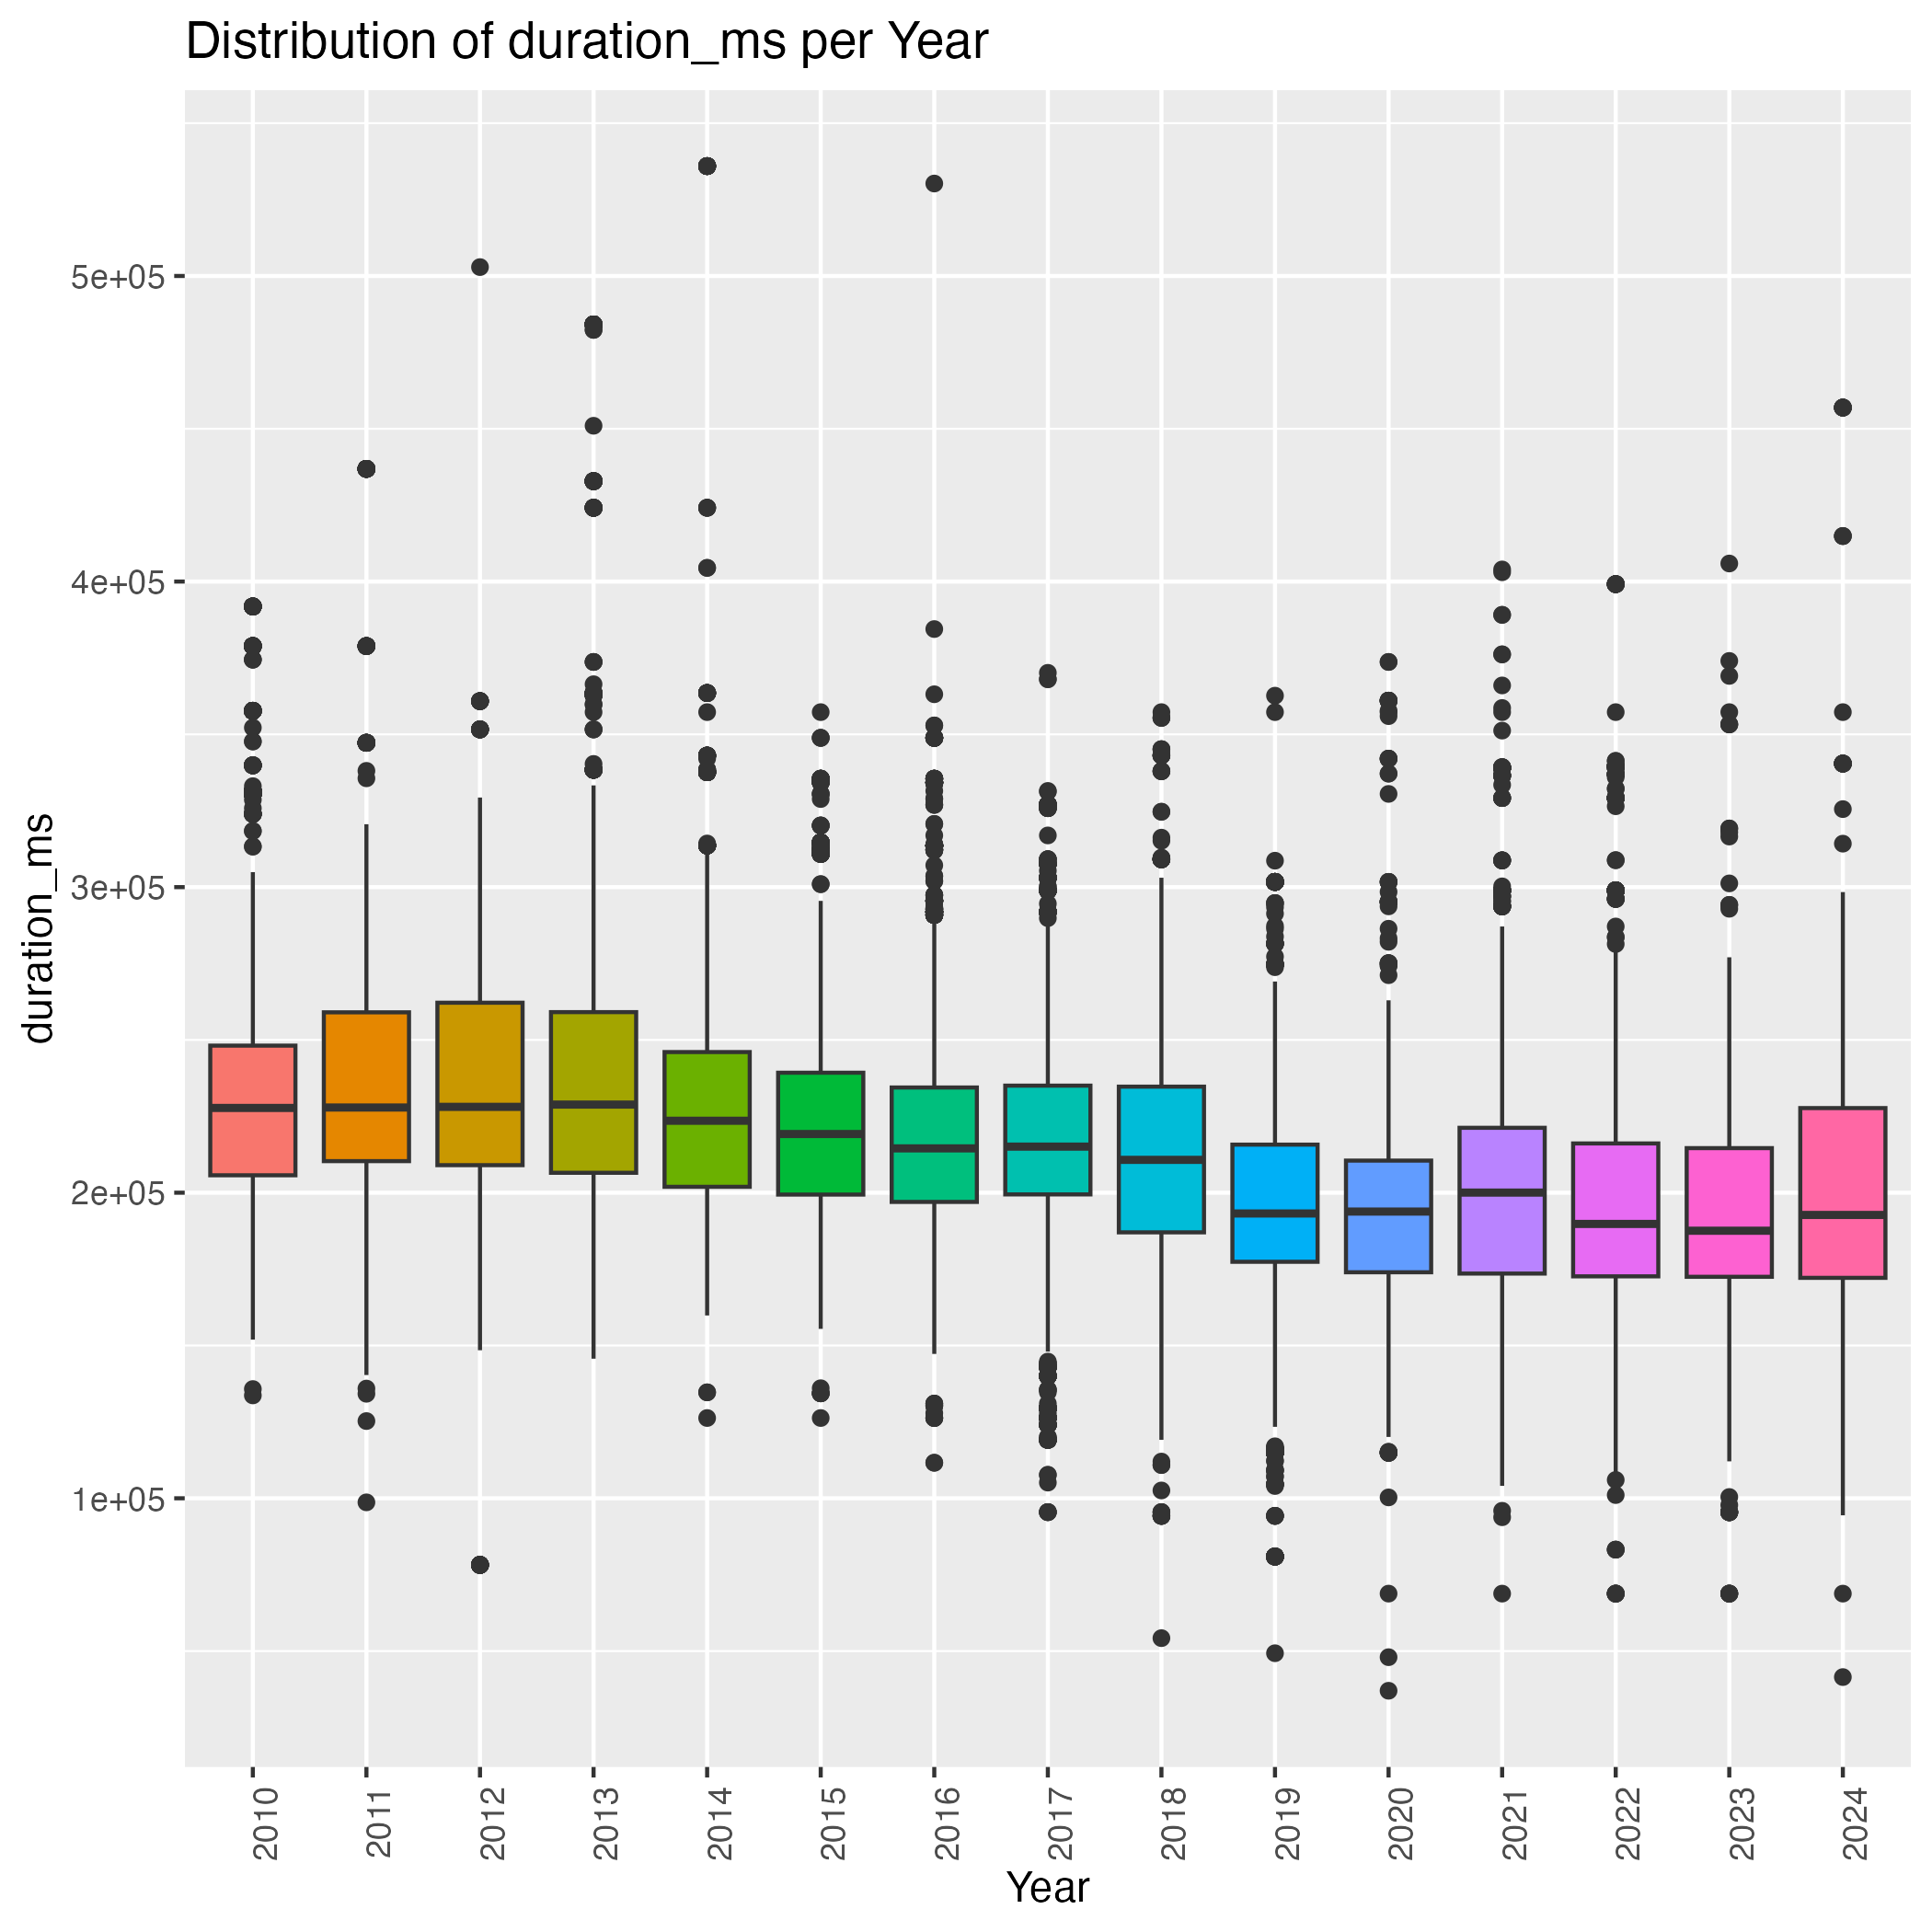 Distribution of duration_ms per Year
duration_ms
5e+05
4e+05
3e+05
2e+05
1e+05
2010
2011
2012
2013
2014
2015
2016
2017
2018
2019
2020
2021
2022
2023
2024
Year